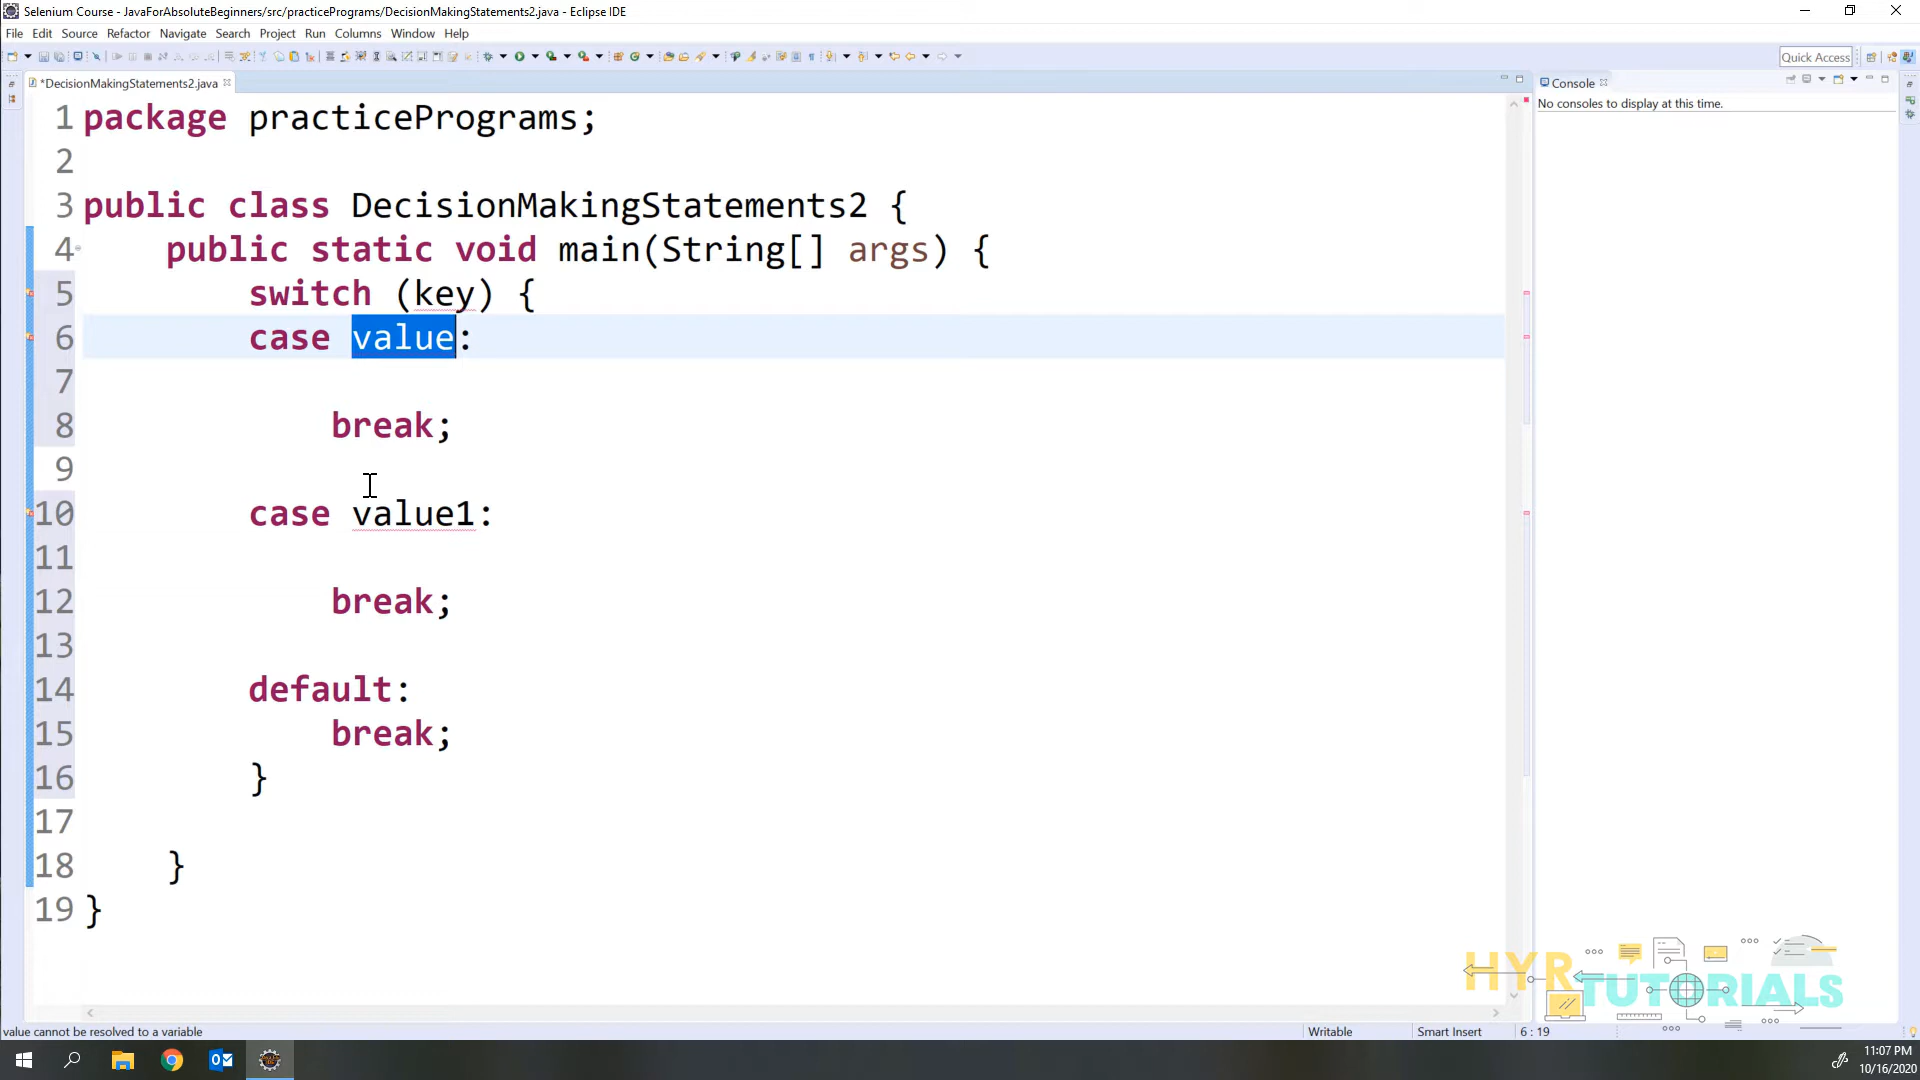 Selenium Course - JavaForAbsoluteBeginners/src/practicePrograms/DecisionMakingStatements2.java - Eclipse IDE
File Edit Source Refactor Navigate Search Project Run Columns Window Help
Quick Access
*DecisionMakingStatements2.java
Console
No consoles to display at this time.
1 package practicePrograms;
2
3 public class DecisionMakingStatements2 {
4 public static void main(String[] args) {
5 switch (key) {
6 case value:
7
8 break;
9
10 case value1:
11
12 break;
13
14 default:
15 break;
16 }
17
18 }
19 }
HYR TUTORIALS
value cannot be resolved to a variable
Writable
Smart Insert
6 : 19
11:07 PM
10/16/2020